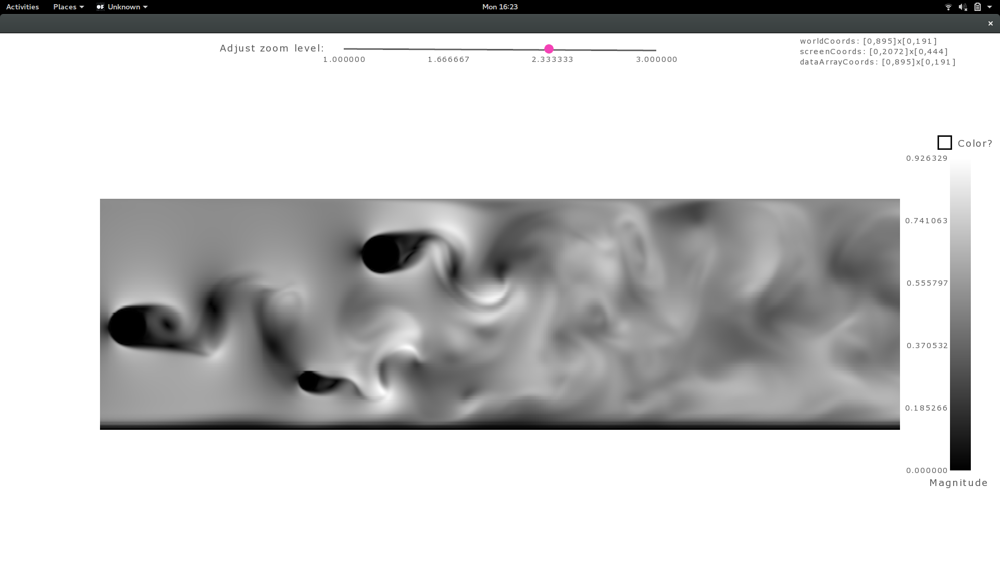 Activities Places Unknown Mon 16:23
Adjust zoom level:
1.000000 1.666667 2.333333 3.000000
worldCoords: [0,895]x[0,191]
screenCoords: [0,2072]x[0,444]
dataArrayCoords: [0,895]x[0,191]
Color?
0.926329
0.741063
0.555797
0.370532
0.185266
0.000000
Magnitude